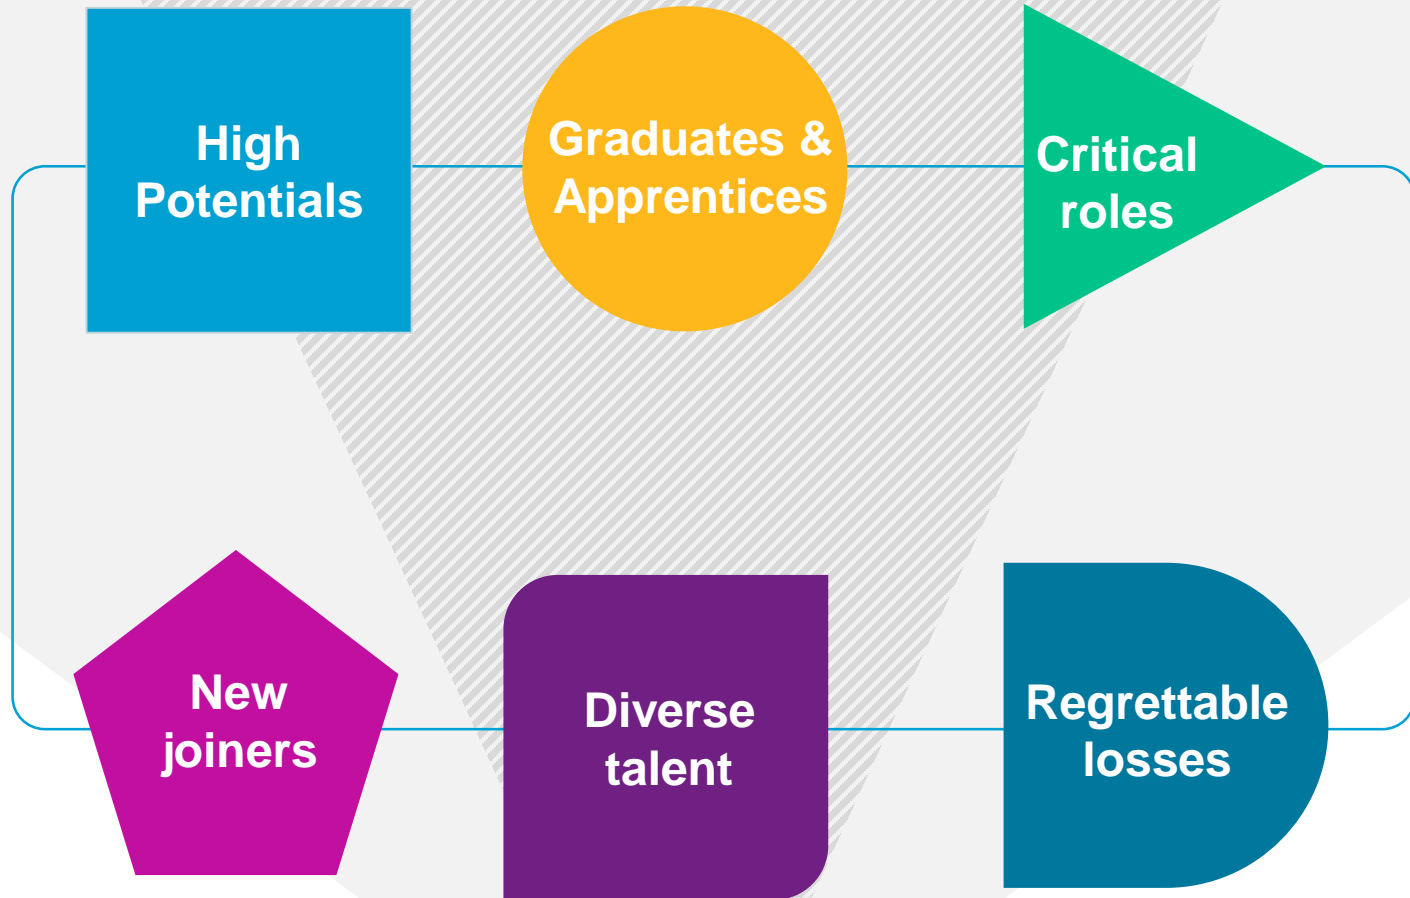 High
Potentials
Graduates &
Apprentices
Critical
roles
New
joiners
Diverse
talent
Regrettable
losses